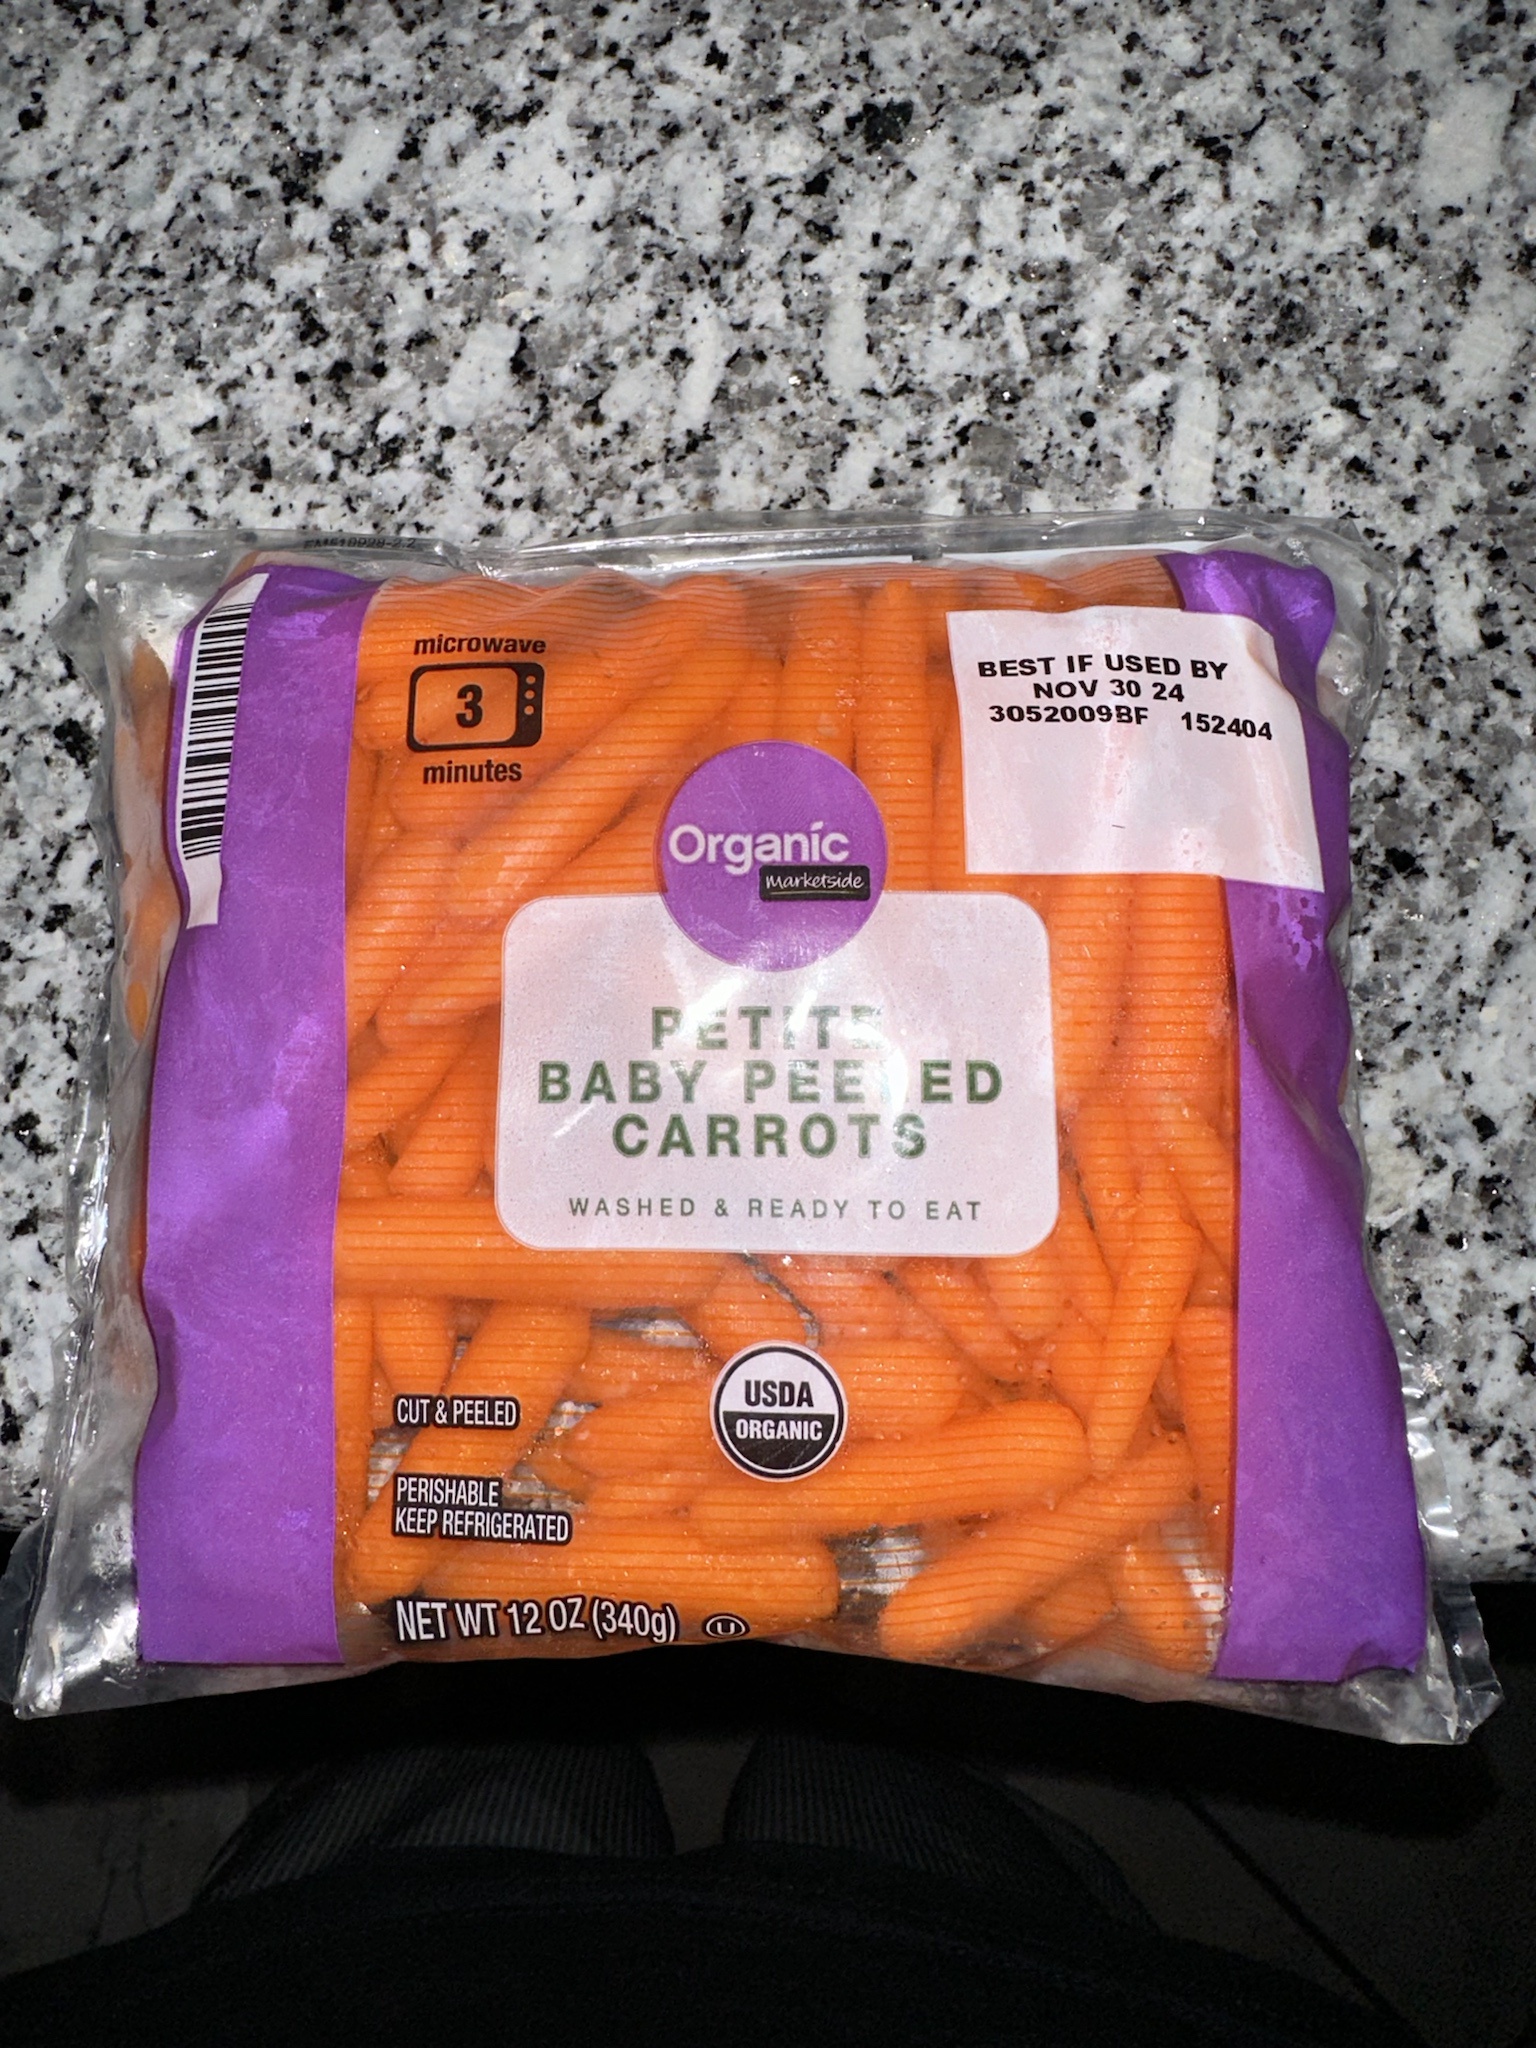 microwave
3
minutes
BEST IF USED BY
NOV 30 24
3052009BF 152404
Organic
marketside
PETITE
BABY PEELED
CARROTS
WASHED & READY TO EAT
USDA
ORGANIC
CUT & PEELED
PERISHABLE
KEEP REFRIGERATED
NET WT 12 OZ (340g) U